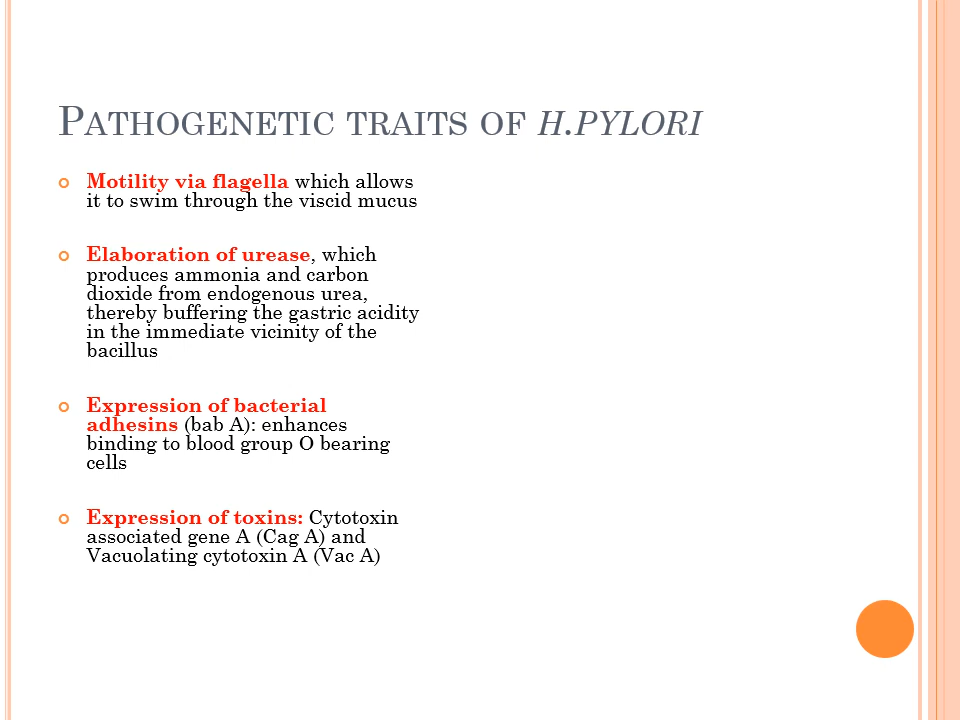 Pathogenetic traits of H.pylori
Motility via flagella which allows
it to swim through the viscid mucus
Elaboration of urease, which
produces ammonia and carbon
dioxide from endogenous urea,
thereby buffering the gastric acidity
in the immediate vicinity of the
bacillus
Expression of bacterial
adhesins (bab A): enhances
binding to blood group O bearing
cells
Expression of toxins: Cytotoxin
associated gene A (Cag A) and
Vacuolating cytotoxin A (Vac A)